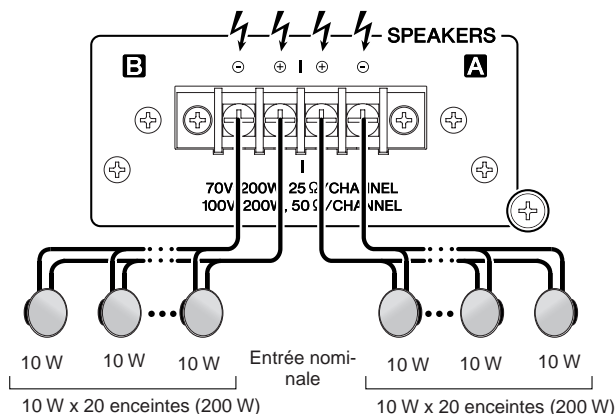 SPEAKERS
B ⊖ ⊕ ⊕ ⊖ A
70V 200W, 25 Ω/CHANNEL
100V 200W, 50 Ω/CHANNEL
10 W 10 W 10 W Entrée nomi-
nale 10 W 10 W 10 W
10 W x 20 enceintes (200 W) 10 W x 20 enceintes (200 W)